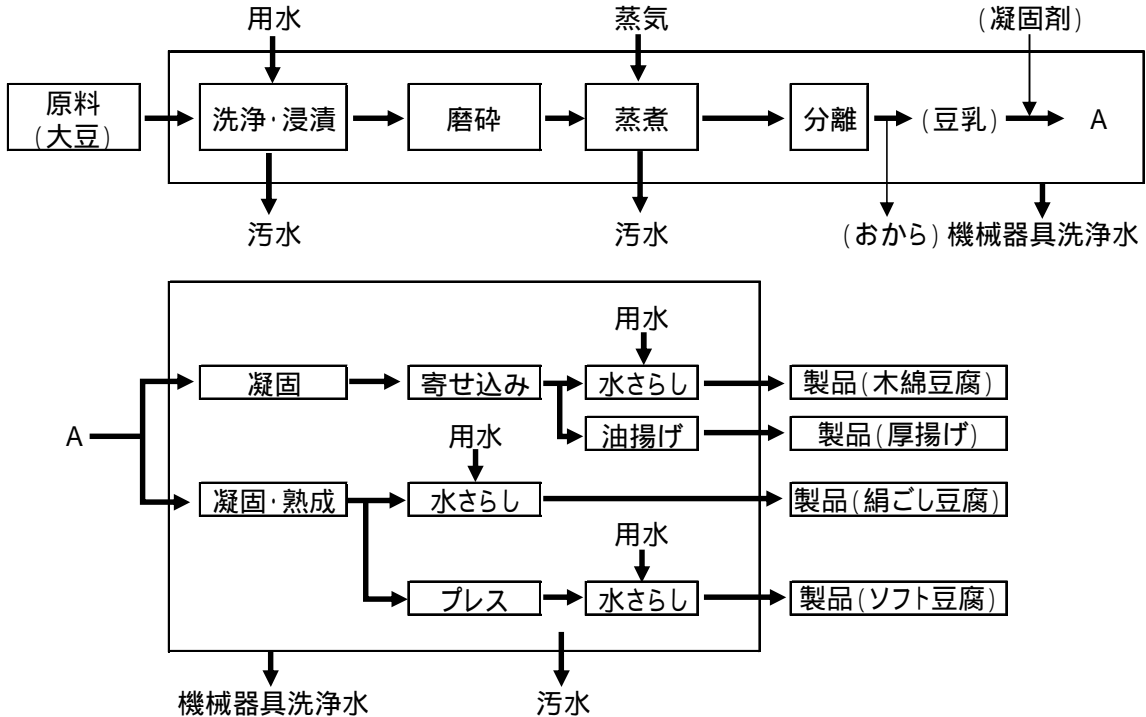 用水
蒸気
(凝固剤)
原料
(大豆)
洗浄・浸漬
磨砕
蒸煮
分離
(豆乳)
A
汚水
汚水
(おから)
機械器具洗浄水
用水
凝固
寄せ込み
水さらし
製品(木綿豆腐)
A
用水
油揚げ
製品(厚揚げ)
凝固・熟成
水さらし
製品(絹ごし豆腐)
用水
プレス
水さらし
製品(ソフト豆腐)
機械器具洗浄水
汚水